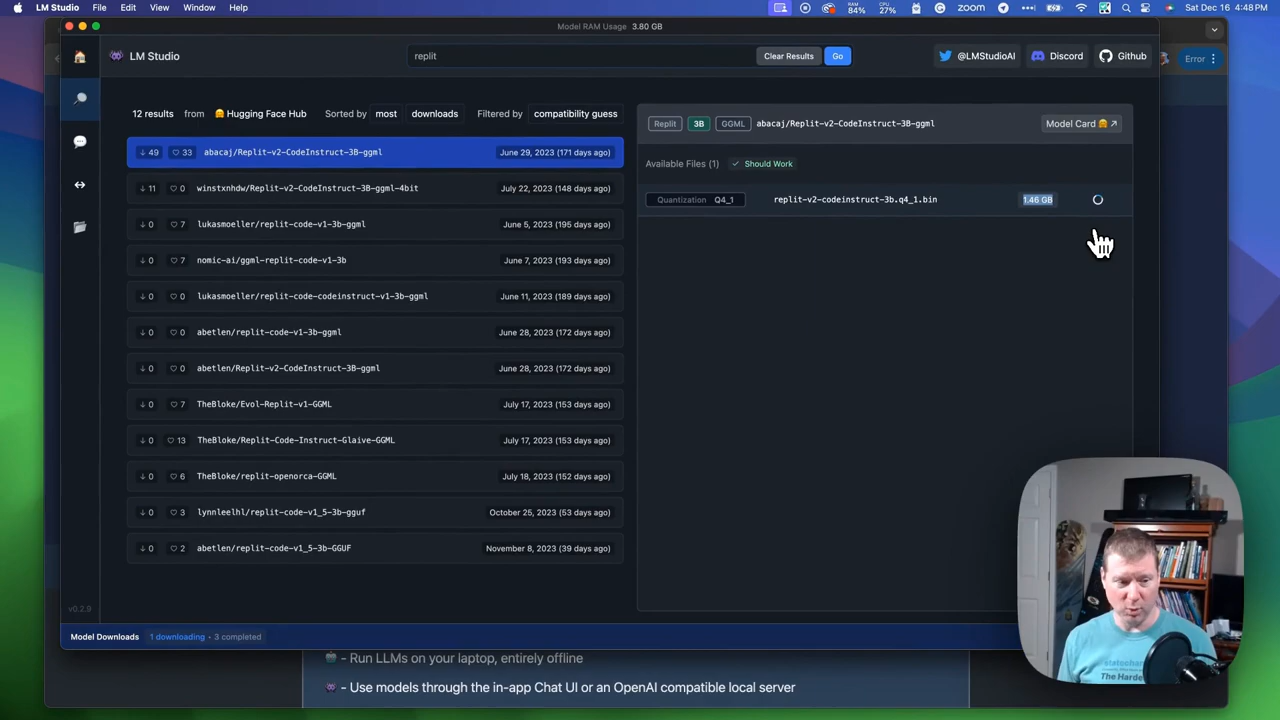 LM Studio File Edit View Window Help
RAM 84% CPU 27% zoom Sat Dec 16 4:48 PM
Model RAM Usage 3.80 GB
LM Studio
replit
Clear Results Go
@LMStudioAI Discord Github
Error
12 results from Hugging Face Hub Sorted by most downloads Filtered by compatibility guess
49 33 abacaj/Replit-v2-CodeInstruct-3B-ggml June 29, 2023 (171 days ago)
11 0 winstxnhdw/Replit-v2-CodeInstruct-3B-ggml-4bit July 22, 2023 (148 days ago)
7 7 lukasmoeller/replit-code-v1-3b-ggml June 5, 2023 (195 days ago)
0 7 nomic-ai/ggml-replit-code-v1-3b June 7, 2023 (193 days ago)
0 0 lukasmoeller/replit-code-codeinstruct-v1-3b-ggml June 11, 2023 (189 days ago)
0 0 abetlen/replit-code-v1-3b-ggml June 28, 2023 (172 days ago)
0 0 abetlen/Replit-v2-CodeInstruct-3B-ggml June 28, 2023 (172 days ago)
0 7 TheBloke/Evol-Replit-v1-GGML July 17, 2023 (153 days ago)
0 13 TheBloke/Replit-Code-Instruct-Glaive-GGML July 17, 2023 (153 days ago)
0 6 TheBloke/replit-openorca-GGML July 18, 2023 (152 days ago)
0 3 lynnleelhl/replit-code-v1_5-3b-gguf October 25, 2023 (53 days ago)
0 2 abetlen/replit-code-v1_5-3b-GGUF November 8, 2023 (39 days ago)
Replit 3B GGML abacaj/Replit-v2-CodeInstruct-3B-ggml Model Card
Available Files (1) Should Work
Quantization Q4_1 replit-v2-codeinstruct-3b.q4_1.bin 1.46 GB
v0.2.9
Model Downloads 1 downloading • 3 completed
- Run LLMs on your laptop, entirely offline
- Use models through the in-app Chat UI or an OpenAI compatible local server
The Harde